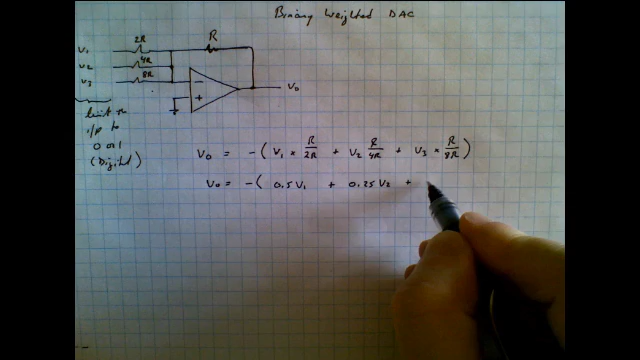 Binary Weighted DAC
2R
R
V1
4R
V2
8R
V3
-
+
Vo
limit the
i/p to
0 or 1
(Digital)
Vo = - ( V1 × R/2R + V2 R/4R + V3 × R/8R )
Vo = - ( 0.5 V1 + 0.25 V2 +